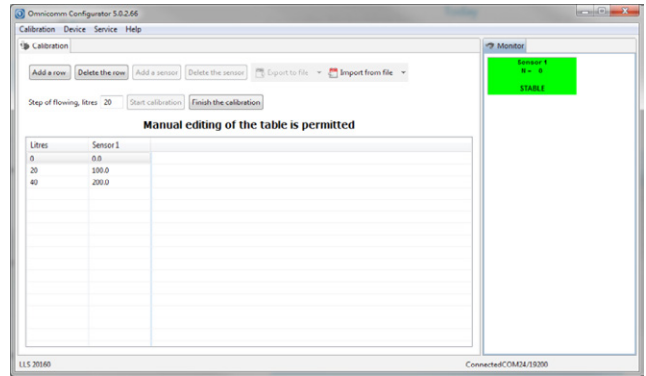 Omnicomm Configurator 5.0.2.66
Calibration Device Service Help
Calibration
Monitor
Add a row Delete the row Add a sensor Delete the sensor Export to file Import from file
Sensor 1
N = 0
STABLE
Step of flowing, litres 20 Start calibration Finish the calibration
Manual editing of the table is permitted
Litres Sensor 1
0 0.0
20 100.0
40 200.0
LLS 20160 ConnectedCOM24/19200